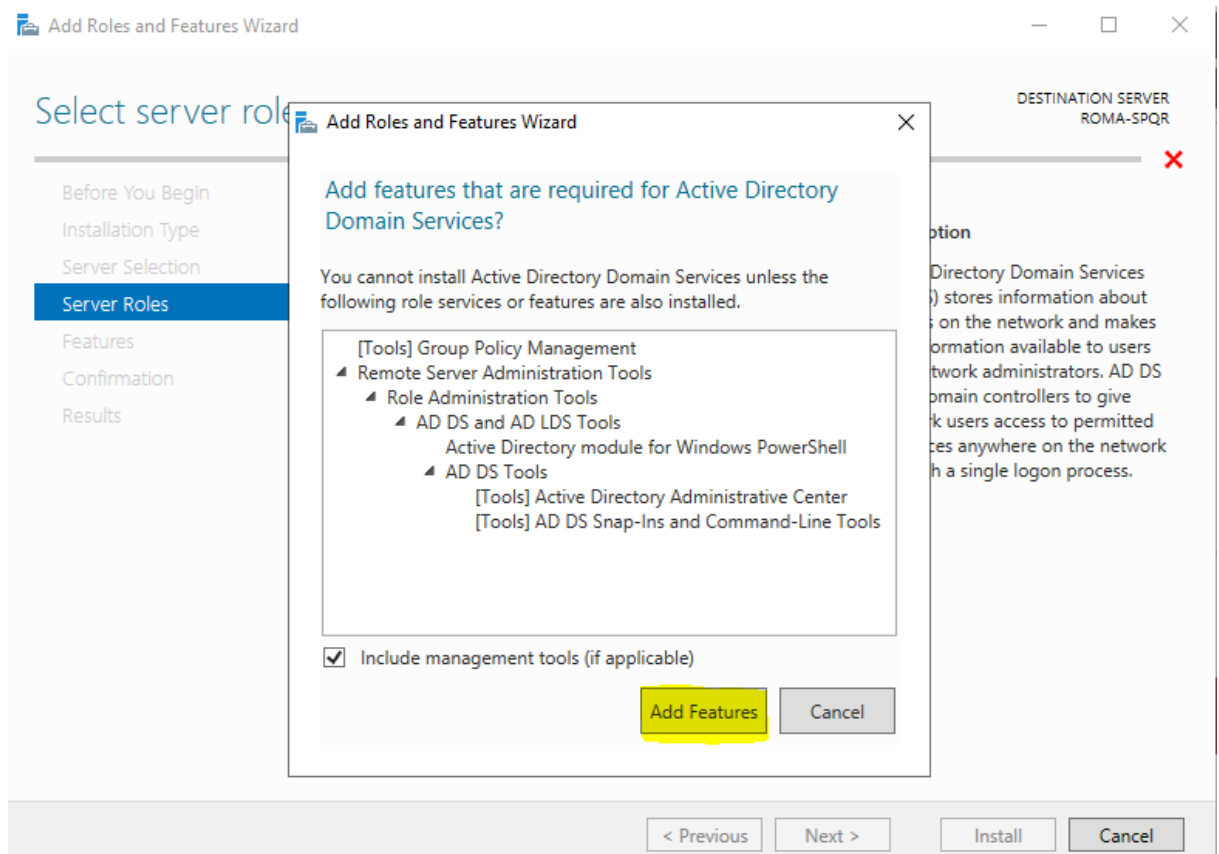 Add Roles and Features Wizard
Select server role
DESTINATION SERVER
ROMA-SPQR
Before You Begin
Installation Type
Server Selection
Server Roles
Features
Confirmation
Results
Add Roles and Features Wizard
Add features that are required for Active Directory
Domain Services?
You cannot install Active Directory Domain Services unless the
following role services or features are also installed.
[Tools] Group Policy Management
Remote Server Administration Tools
Role Administration Tools
AD DS and AD LDS Tools
Active Directory module for Windows PowerShell
AD DS Tools
[Tools] Active Directory Administrative Center
[Tools] AD DS Snap-Ins and Command-Line Tools
Include management tools (if applicable)
Add Features
Cancel
ption
Directory Domain Services
) stores information about
s on the network and makes
ormation available to users
twork administrators. AD DS
omain controllers to give
rk users access to permitted
ces anywhere on the network
h a single logon process.
< Previous
Next >
Install
Cancel